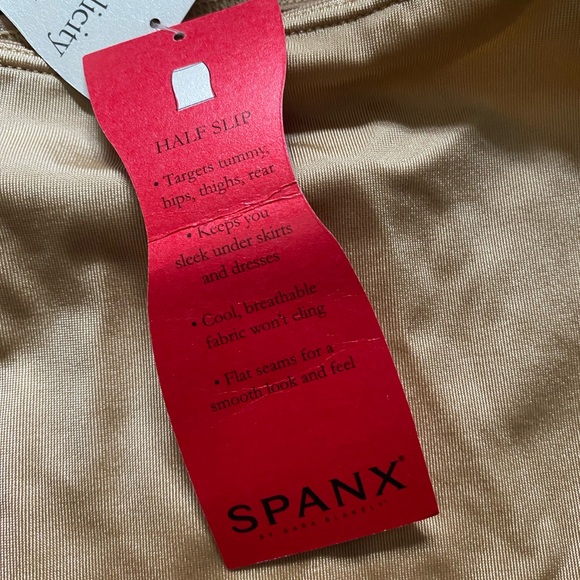 licity
HALF SLIP
• Targets tummy,
hips, thighs, rear
• Keeps you
sleek under skirts
and dresses
• Cool, breathable
fabric won't cling
• Flat seams for a
smooth look and feel
SPANX®
BY SARA BLAKELY